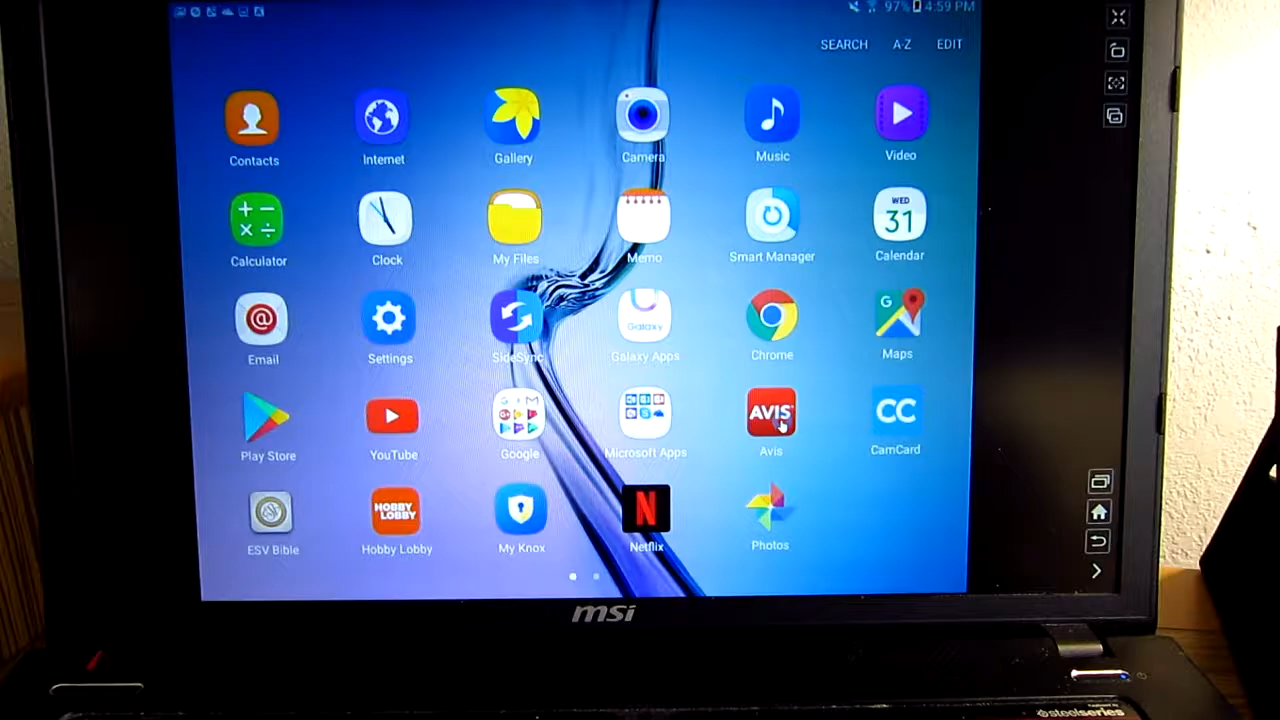 97% 4:59 PM
SEARCH A-Z EDIT
Contacts Internet Gallery Camera Music Video
WED
31
Calculator Clock My Files Memo Smart Manager Calendar
Galaxy
G
Email Settings SideSync Galaxy Apps Chrome Maps
AVIS
CC
Play Store YouTube Google Microsoft Apps Avis CamCard
HOBBY
LOBBY
N
ESV Bible Hobby Lobby My Knox Netflix Photos
msi
steelseries